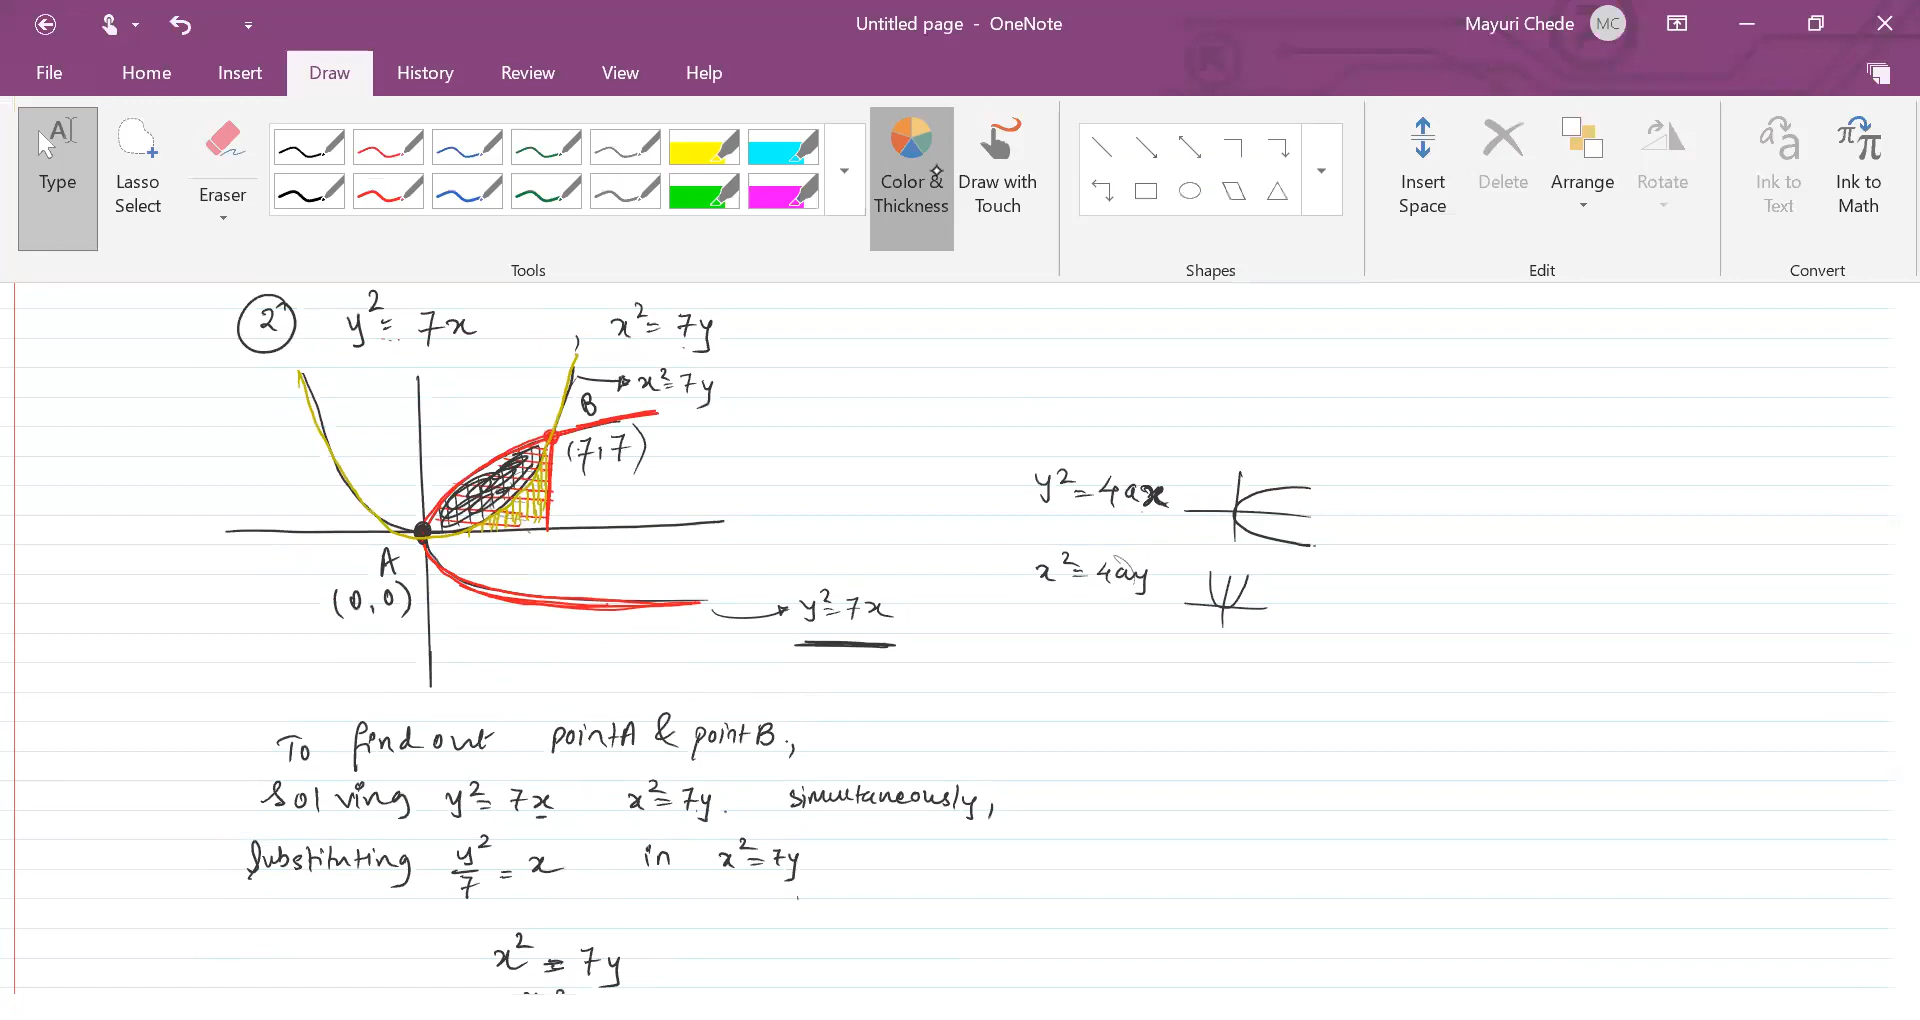 Untitled page - OneNote
Mayuri Chede MC
File Home Insert Draw History Review View Help
Type
Lasso Select
Eraser
Color & Thickness
Draw with Touch
Insert Space
Delete
Arrange
Rotate
Ink to Text
Ink to Math
Tools Shapes Edit Convert
2 y² = 7x , x² = 7y
x² = 7y
B
(7, 7)
A
(0, 0)
y² = 7x
y² = 4ax
x² = 4ay
To find out point A & point B,
Solving y² = 7x x² = 7y simultaneously,
Substituting y²/7 = x in x² = 7y
x² = 7y